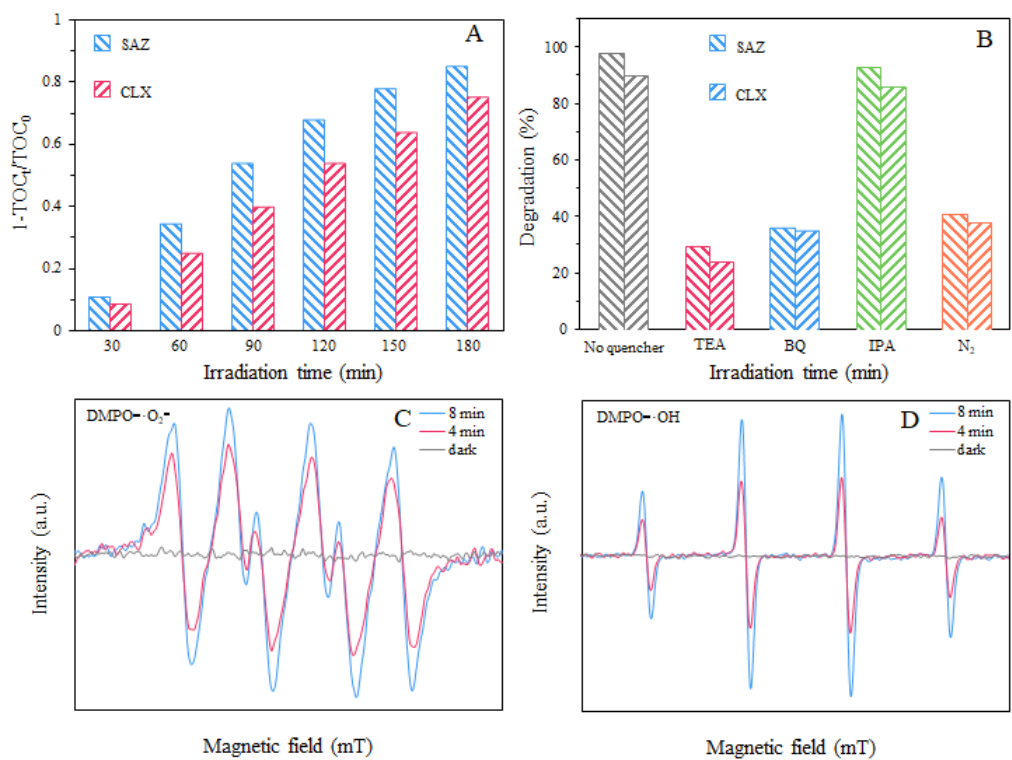 A
SAZ
CLX
1
0.8
0.6
0.4
0.2
0
1-TOCt/TOC₀
30 60 90 120 150 180
Irradiation time (min)
B
SAZ
CLX
100
80
60
40
20
0
Degradation (%)
No quencher TEA BQ IPA N₂
Irradiation time (min)
DMPO–·O₂⁻
C
8 min
4 min
dark
Intensity (a.u.)
Magnetic field (mT)
DMPO–·OH
D
8 min
4 min
dark
Intensity (a.u.)
Magnetic field (mT)